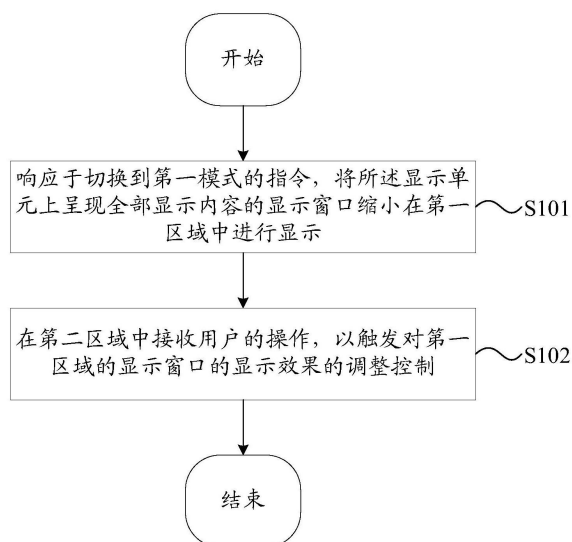 开始
响应于切换到第一模式的指令，将所述显示单
元上呈现全部显示内容的显示窗口缩小在第一
区域中进行显示
S101
在第二区域中接收用户的操作，以触发对第一
区域的显示窗口的显示效果的调整控制
S102
结束